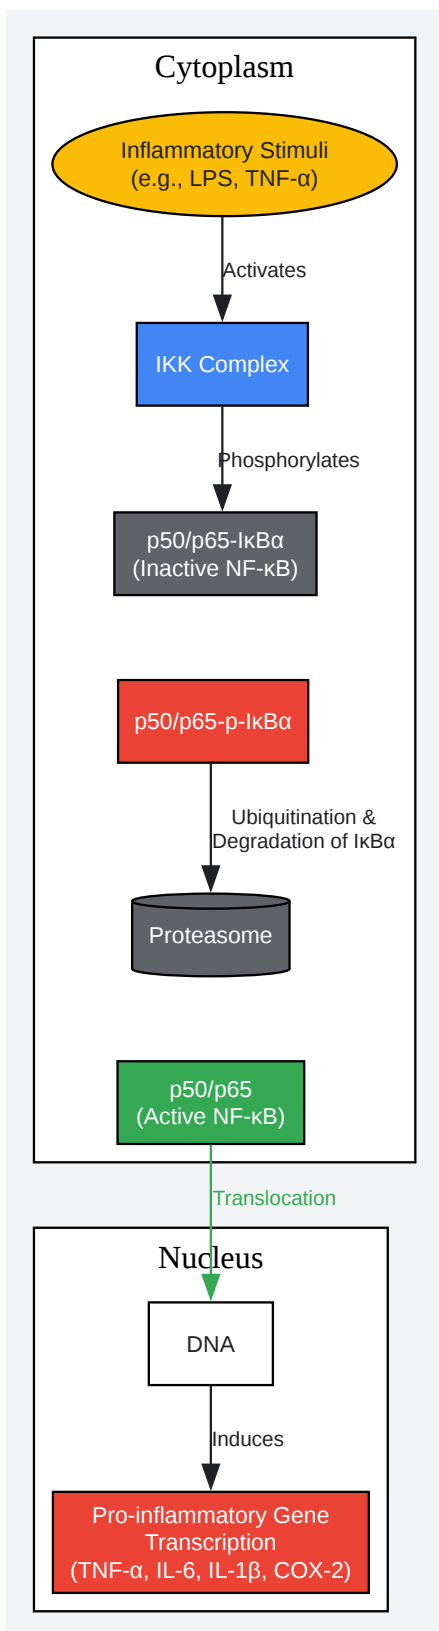 Cytoplasm
Inflammatory Stimuli
(e.g., LPS, TNF-α)
Activates
IKK Complex
Phosphorylates
p50/p65-IκBα
(Inactive NF-κB)
p50/p65-p-IκBα
Ubiquitination &
Degradation of IκBα
Proteasome
p50/p65
(Active NF-κB)
Translocation
Nucleus
DNA
Induces
Pro-inflammatory Gene
Transcription
(TNF-α, IL-6, IL-1β, COX-2)